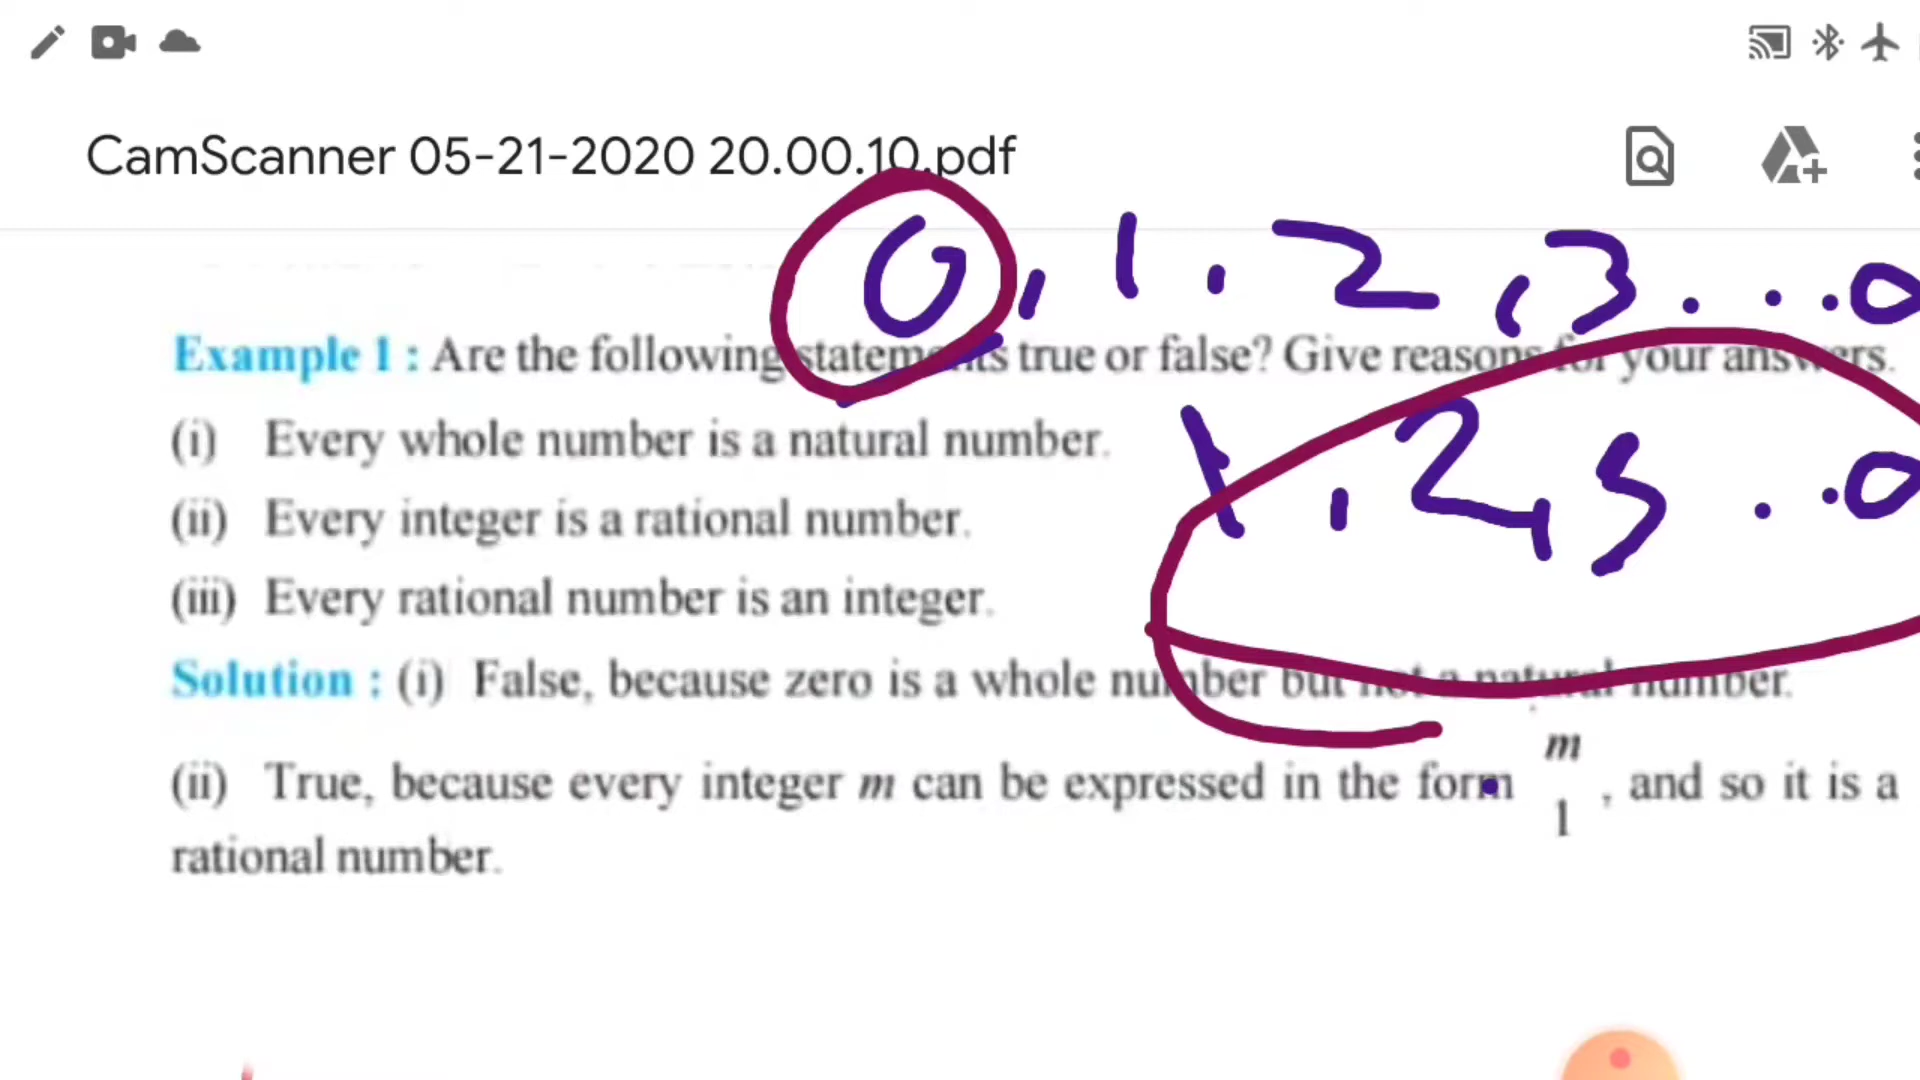 CamScanner 05-21-2020 20.00.10.pdf
0, 1, 2, 3...
Example 1 : Are the following statements true or false? Give reasons for your answers.
1, 2, 3 ..
(i) Every whole number is a natural number.
(ii) Every integer is a rational number.
(iii) Every rational number is an integer.
Solution : (i) False, because zero is a whole number but not a natural number.
(ii) True, because every integer m can be expressed in the form m/1, and so it is a
rational number.